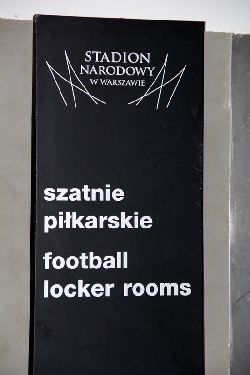 STADION
NARODOWY
W WARSZAWIE
szatnie
piłkarskie
football
locker rooms